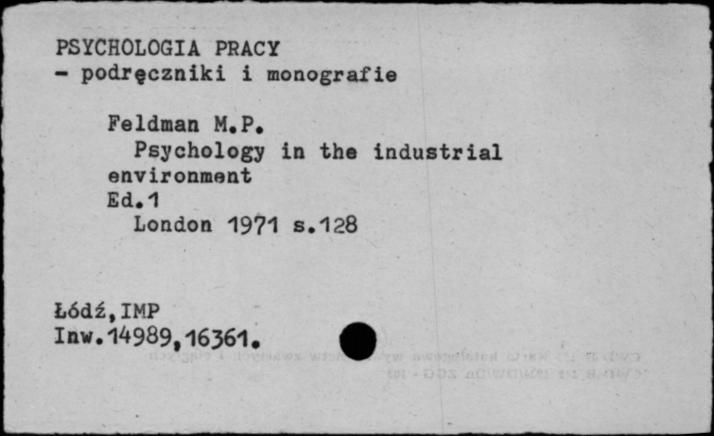 PSYCHOLOGIA PRACY
- podręczniki i monografie
Feldman M.P.
Psychology in the industrial
environment
Ed.1
London 1971 s.128
Łódź,IMP
Inw.14989,16361.